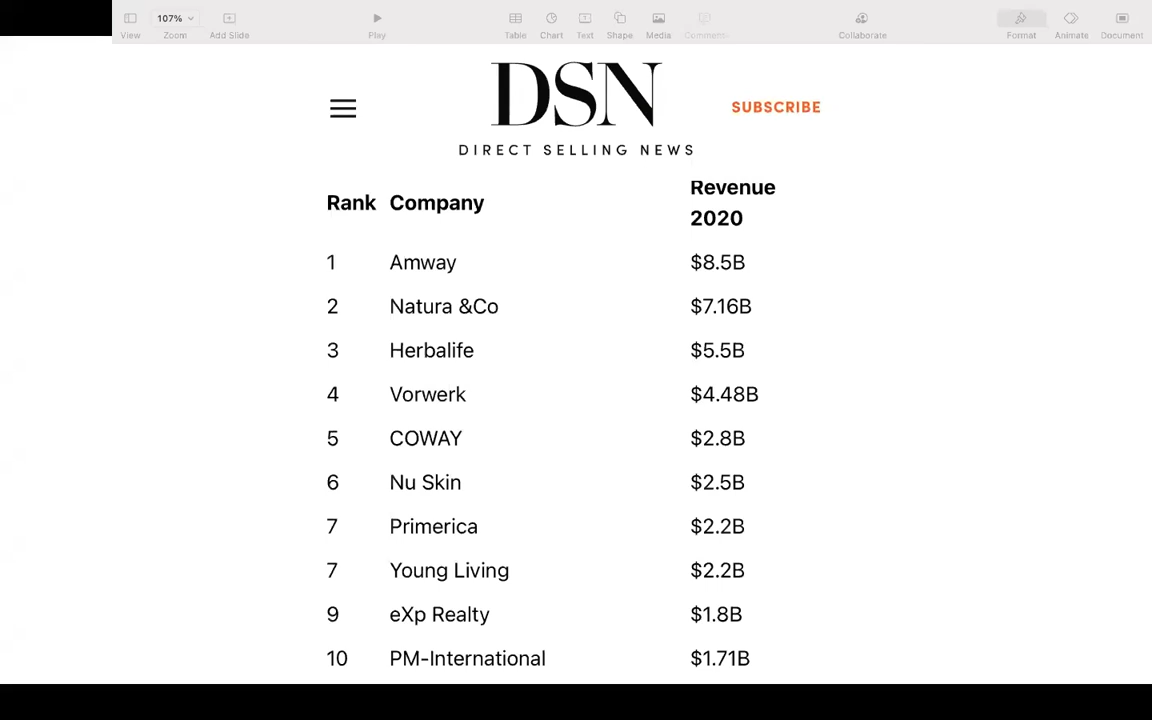 107%
View Zoom Add Slide Play Table Chart Text Shape Media Comment Collaborate Format Animate Document
DSN
SUBSCRIBE
DIRECT SELLING NEWS
Rank Company Revenue 2020
1 Amway $8.5B
2 Natura &Co $7.16B
3 Herbalife $5.5B
4 Vorwerk $4.48B
5 COWAY $2.8B
6 Nu Skin $2.5B
7 Primerica $2.2B
7 Young Living $2.2B
9 eXp Realty $1.8B
10 PM-International $1.71B